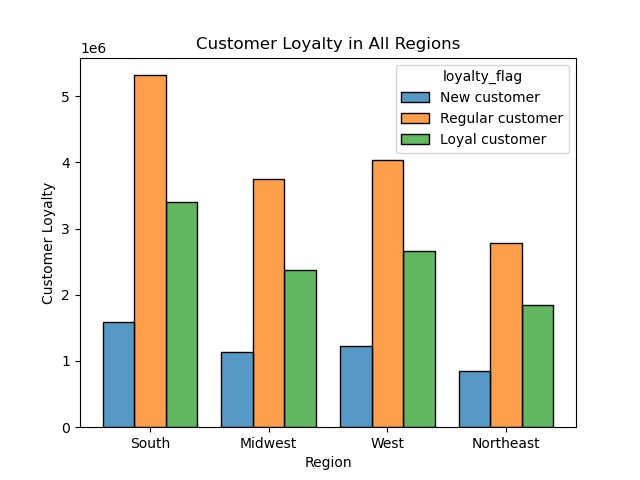 Customer Loyalty in All Regions
1e6
loyalty_flag
New customer
Regular customer
Loyal customer
5
4
3
2
1
0
Customer Loyalty
South Midwest West Northeast
Region